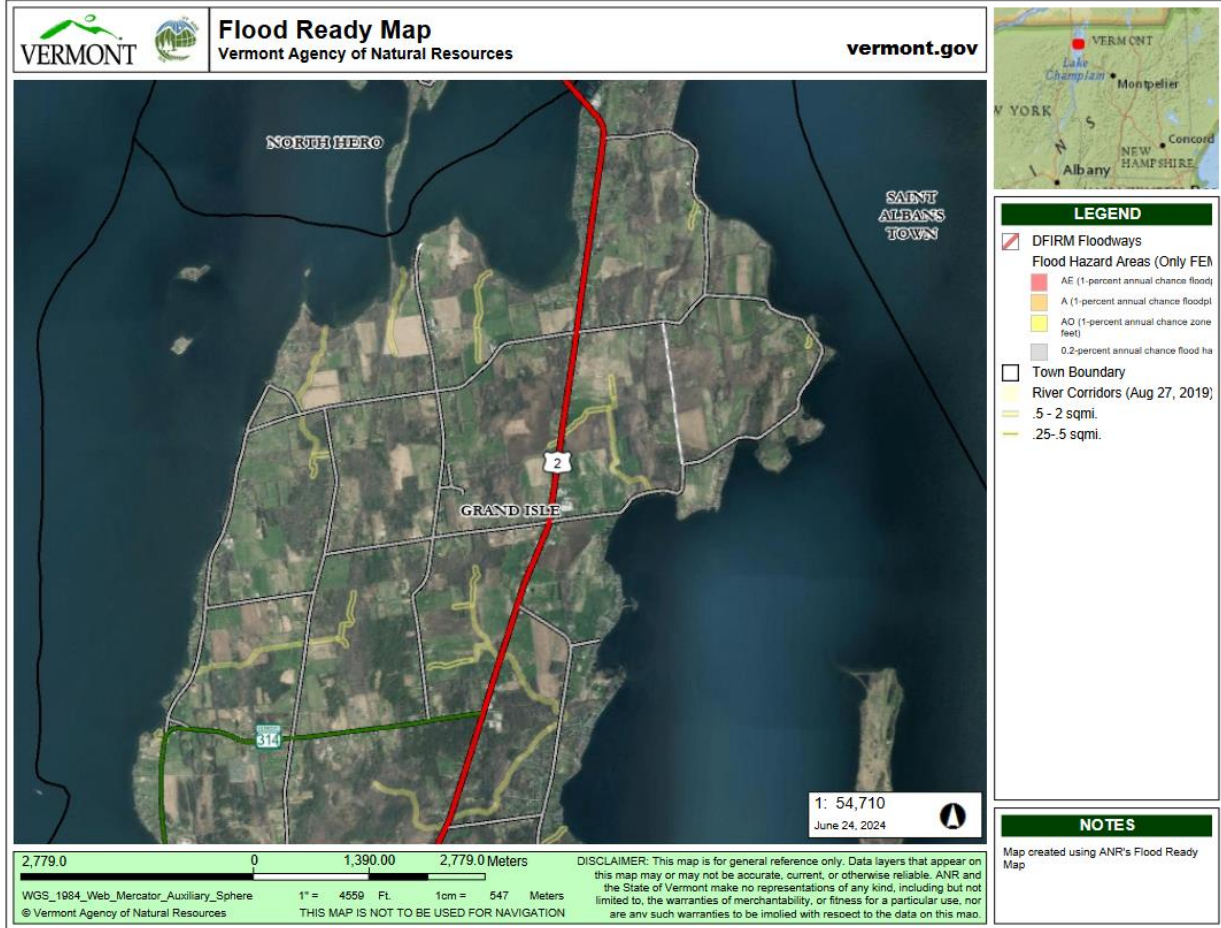 VERMONT
Flood Ready Map
Vermont Agency of Natural Resources
vermont.gov
VERMONT
Lake
Champlain
Montpelier
W YORK
S
N
I
Concord
NEW
HAMPSHIRE
Albany
NORTH HERO
SAINT
ALBANS
TOWN
2
GRAND ISLE
314
1: 54,710
June 24, 2024
LEGEND
DFIRM Floodways
Flood Hazard Areas (Only FEM
AE (1-percent annual chance floodp
A (1-percent annual chance floodpl
AO (1-percent annual chance zone
feet)
0.2-percent annual chance flood ha
Town Boundary
River Corridors (Aug 27, 2019)
.5 - 2 sqmi.
.25-.5 sqmi.
NOTES
Map created using ANR's Flood Ready
Map
2,779.0 0 1,390.00 2,779.0 Meters
WGS_1984_Web_Mercator_Auxiliary_Sphere
1" = 4559 Ft. 1cm = 547 Meters
© Vermont Agency of Natural Resources
THIS MAP IS NOT TO BE USED FOR NAVIGATION
DISCLAIMER: This map is for general reference only. Data layers that appear on
this map may or may not be accurate, current, or otherwise reliable. ANR and
the State of Vermont make no representations of any kind, including but not
limited to, the warranties of merchantability, or fitness for a particular use, nor
are any such warranties to be implied with respect to the data on this map.